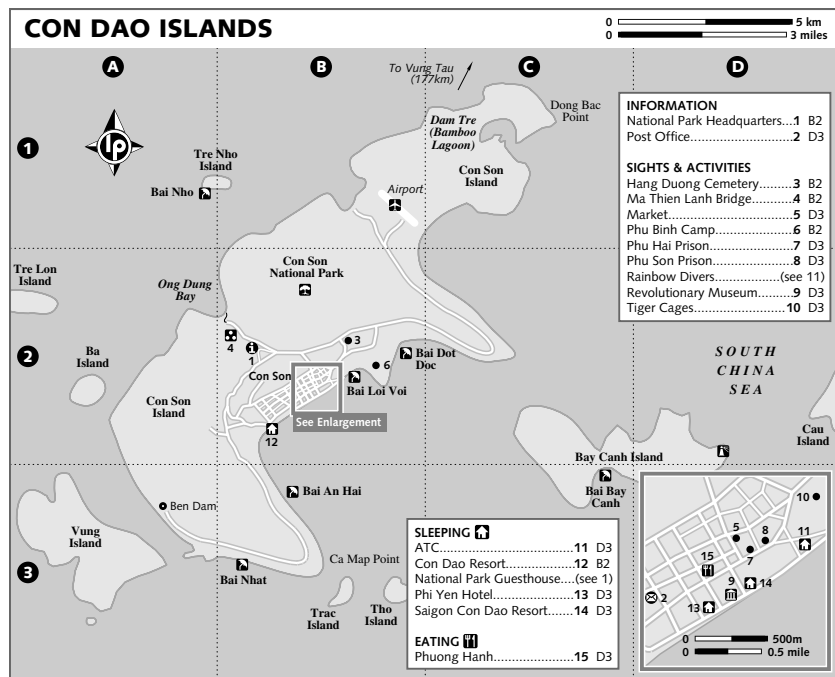 CON DAO ISLANDS
0 5 km
0 3 miles
A
B
C
D
To Vung Tau
(177km)
Dong Bac
Point
Dam Tre
(Bamboo
Lagoon)
1
lp
Tre Nho
Island
Bai Nho
Airport
Con Son
Island
INFORMATION
National Park Headquarters...1 B2
Post Office........................2 D3
SIGHTS & ACTIVITIES
Hang Duong Cemetery.........3 B2
Ma Thien Lanh Bridge..........4 B2
Market..............................5 D3
Phu Binh Camp..................6 B2
Phu Hai Prison...................7 D3
Phu Son Prison..................8 D3
Rainbow Divers...............(see 11)
Revolutionary Museum........9 D3
Tiger Cages......................10 D3
Tre Lon
Island
Ong Dung
Bay
Con Son
National Park
2
4
1
3
6
Bai Dot
Doc
Ba
Island
Con Son
Bai Loi Voi
Con Son
Island
See Enlargement
12
SOUTH
CHINA
SEA
Cau
Island
Bay Canh Island
Bai Bay
Canh
Bai An Hai
Ben Dam
Vung
Island
3
Bai Nhat
Ca Map Point
Trac
Island
Tho
Island
SLEEPING
ATC................................11 D3
Con Dao Resort................12 B2
National Park Guesthouse....(see 1)
Phi Yen Hotel..................13 D3
Saigon Con Dao Resort......14 D3
EATING
Phuong Hanh...................15 D3
10
5
8
11
7
15
9
14
2
13
0 500m
0 0.5 mile